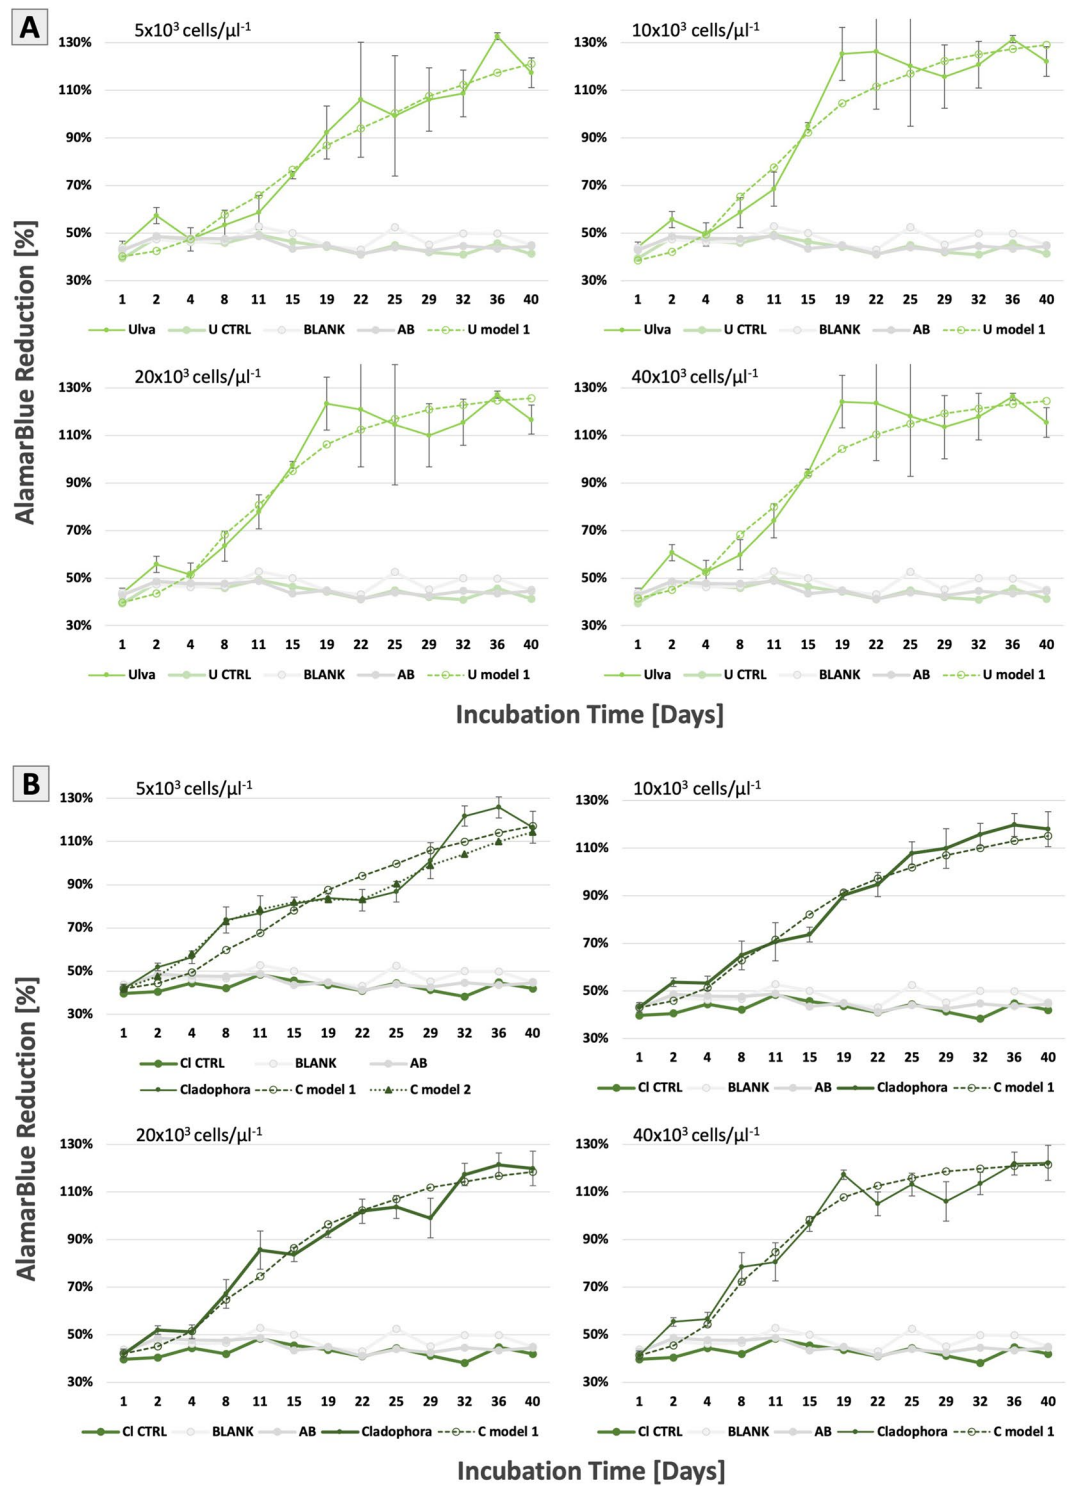 A
AlamarBlue Reduction [%]
5x10³ cells/µl⁻¹
130%
110%
90%
70%
50%
30%
1 2 4 8 11 15 19 22 25 29 32 36 40
Ulva U CTRL BLANK AB U model 1
10x10³ cells/µl⁻¹
130%
110%
90%
70%
50%
30%
1 2 4 8 11 15 19 22 25 29 32 36 40
Ulva U CTRL BLANK AB U model 1
20x10³ cells/µl⁻¹
130%
110%
90%
70%
50%
30%
1 2 4 8 11 15 19 22 25 29 32 36 40
Ulva U CTRL BLANK AB U model 1
40x10³ cells/µl⁻¹
130%
110%
90%
70%
50%
30%
1 2 4 8 11 15 19 22 25 29 32 36 40
Ulva U CTRL BLANK AB U model 1
Incubation Time [Days]
B
AlamarBlue Reduction [%]
5x10³ cells/µl⁻¹
130%
110%
90%
70%
50%
30%
1 2 4 8 11 15 19 22 25 29 32 36 40
Cl CTRL BLANK AB
Cladophora C model 1 C model 2
10x10³ cells/µl⁻¹
130%
110%
90%
70%
50%
30%
1 2 4 8 11 15 19 22 25 29 32 36 40
Cl CTRL BLANK AB Cladophora C model 1
20x10³ cells/µl⁻¹
130%
110%
90%
70%
50%
30%
1 2 4 8 11 15 19 22 25 29 32 36 40
Cl CTRL BLANK AB Cladophora C model 1
40x10³ cells/µl⁻¹
130%
110%
90%
70%
50%
30%
1 2 4 8 11 15 19 22 25 29 32 36 40
Cl CTRL BLANK AB Cladophora C model 1
Incubation Time [Days]